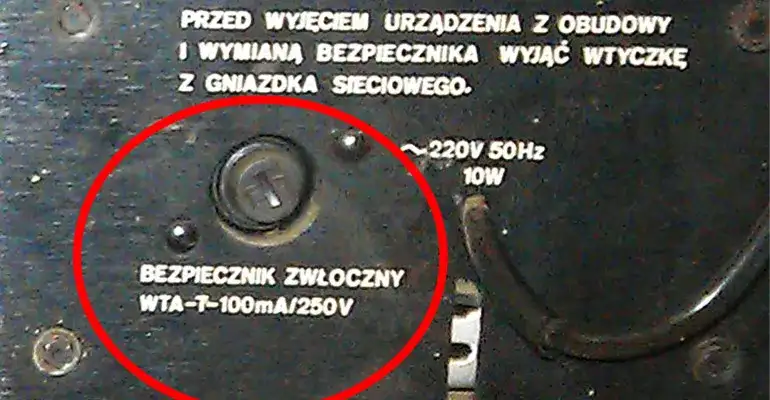 PRZED WYJĘCIEM URZĄDZENIA Z OBUDOWY
I WYMIANĄ BEZPIECZNIKA WYJĄĆ WTYCZKĘ
Z GNIAZDKA SIECIOWEGO.
~220V 50Hz
10W
BEZPIECZNIK ZWŁOCZNY
WTA-T-100mA/250V